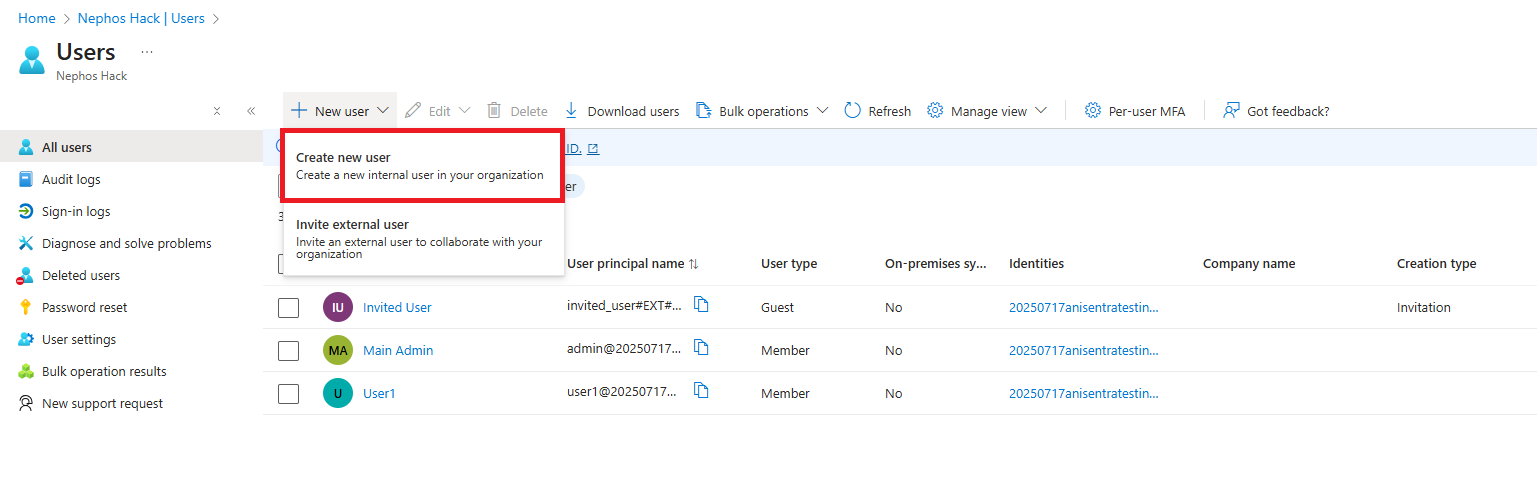 Home > Nephos Hack | Users >
Users ...
Nephos Hack
New user
Edit
Delete
Download users
Bulk operations
Refresh
Manage view
Per-user MFA
Got feedback?
All users
Audit logs
Sign-in logs
Diagnose and solve problems
Deleted users
Password reset
User settings
Bulk operation results
New support request
Create new user
Create a new internal user in your organization
ID.
er
Invite external user
Invite an external user to collaborate with your
organization
3
User principal name
User type
On-premises sy...
Identities
Company name
Creation type
IU
Invited User
invited_user#EXT#...
Guest
No
20250717anisentratestin...
Invitation
MA
Main Admin
admin@20250717...
Member
No
20250717anisentratestin...
U
User1
user1@20250717...
Member
No
20250717anisentratestin...